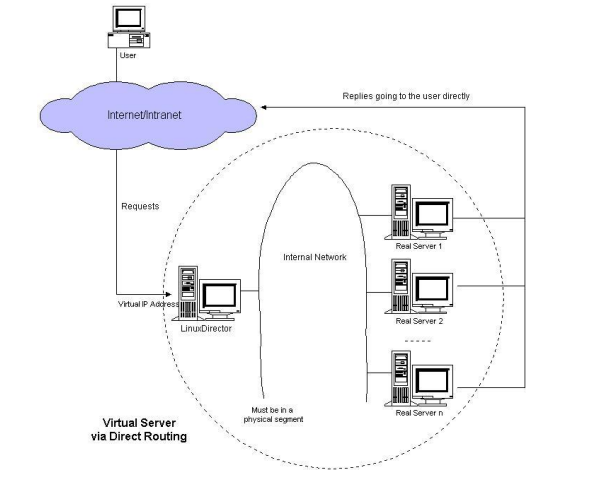 User
Internet/Intranet
Replies going to the user directly
Requests
Internal Network
Real Server 1
Virtual IP Address
LinuxDirector
Real Server 2
Must be in a
physical segment
Real Server n
Virtual Server
via Direct Routing